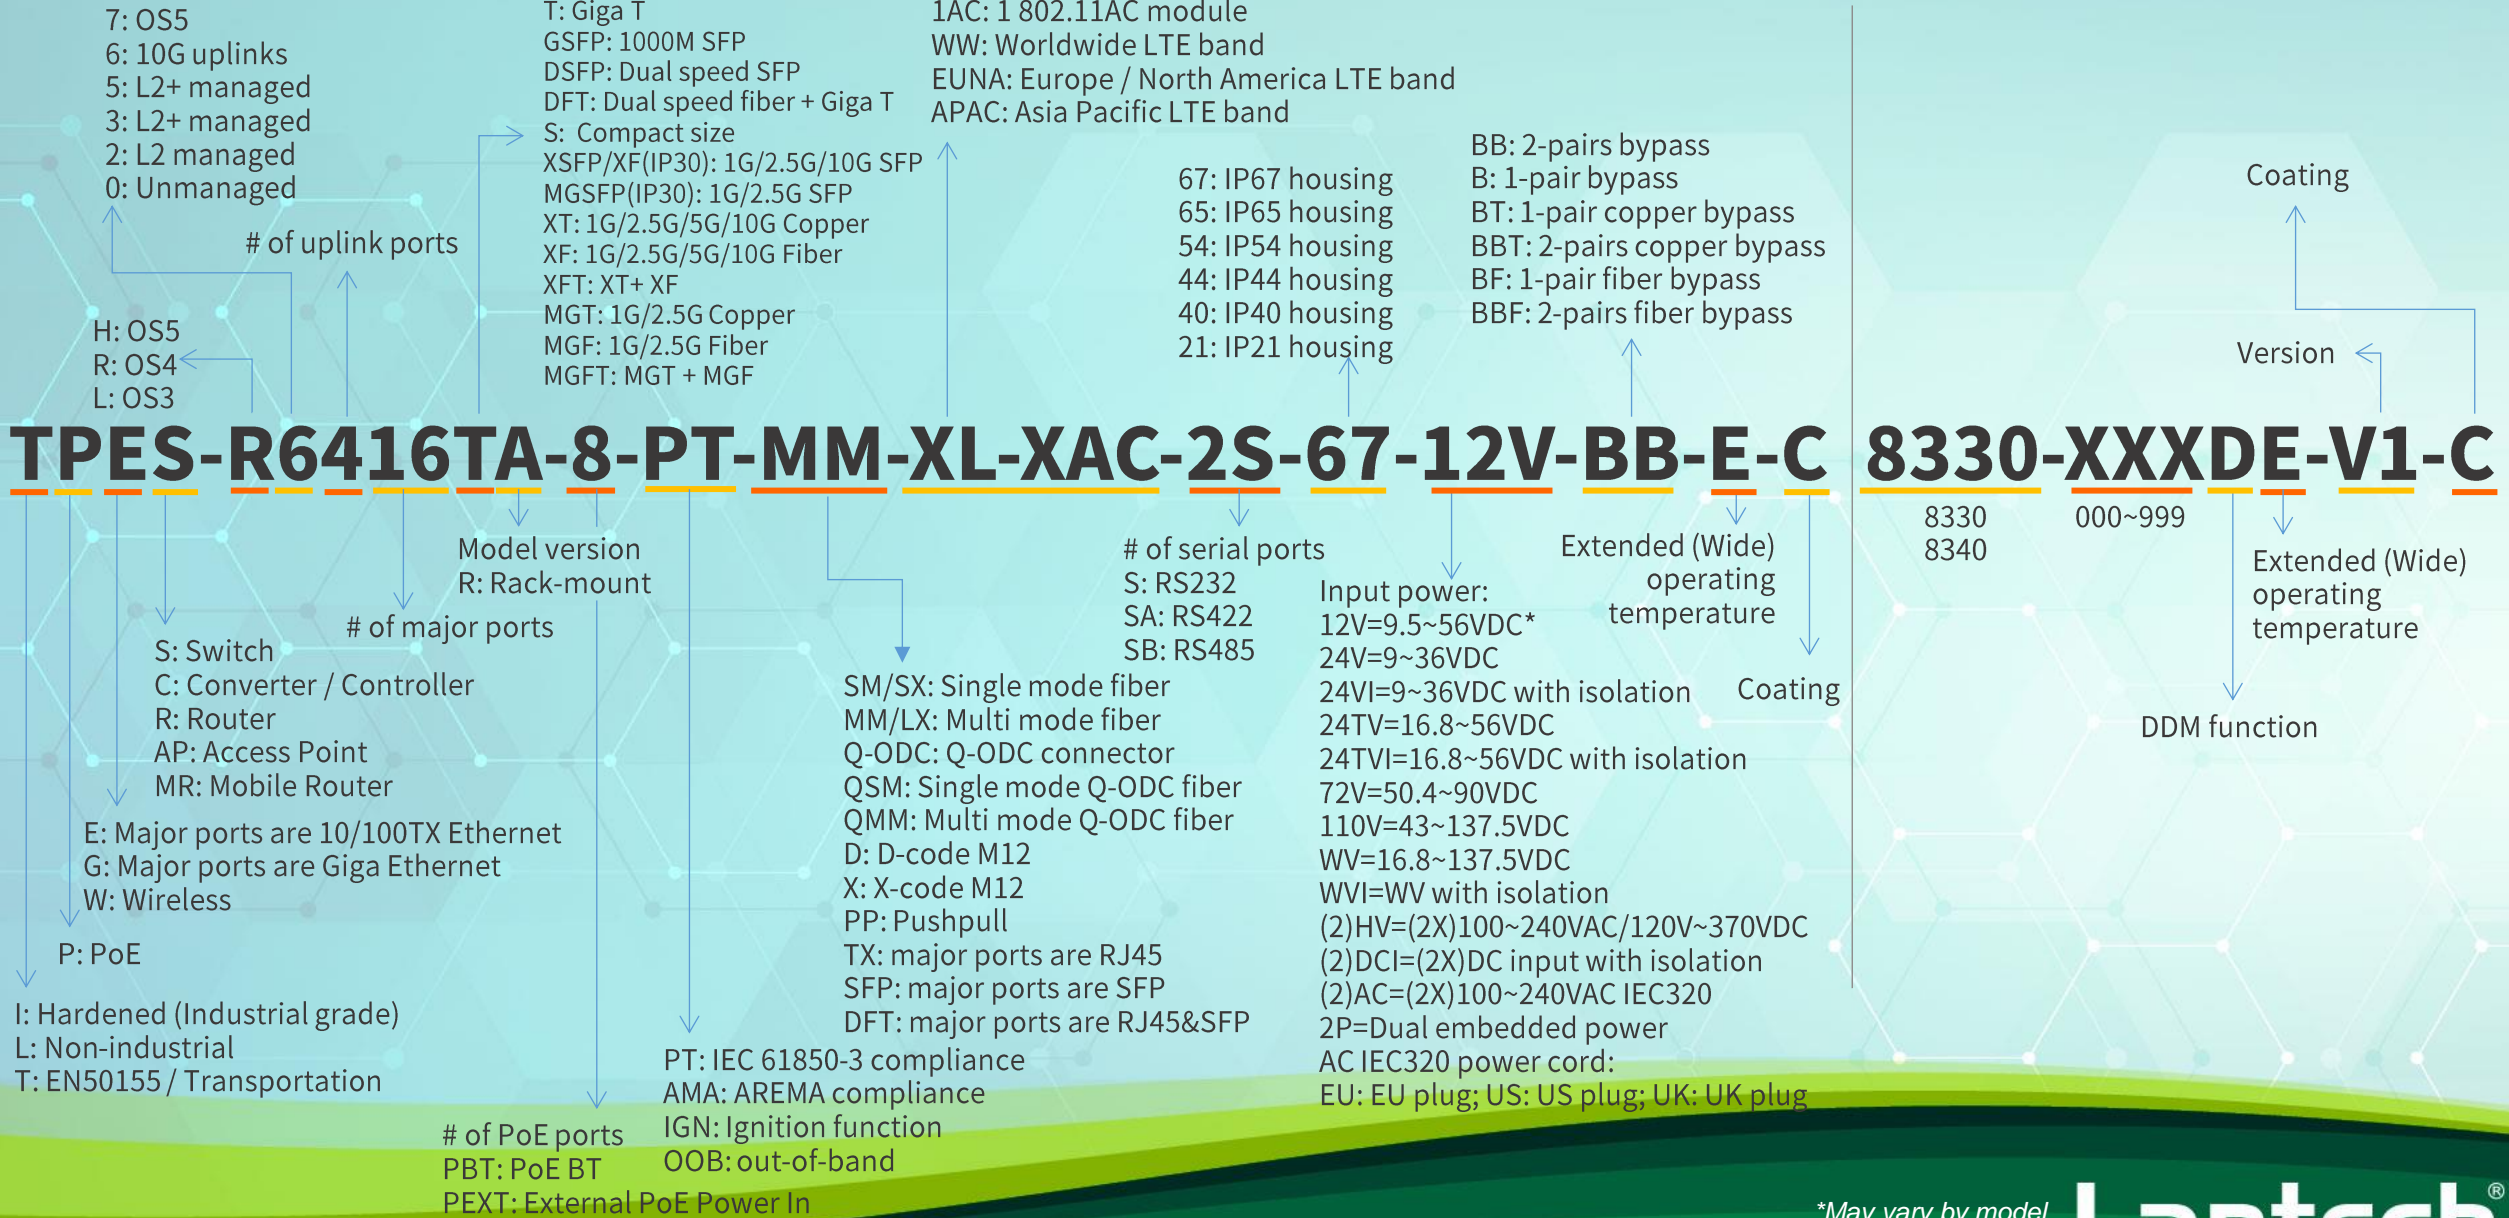 7: OS5
6: 10G uplinks
5: L2+ managed
3: L2+ managed
2: L2 managed
0: Unmanaged
# of uplink ports
H: OS5
R: OS4
L: OS3
T: Giga T
GSFP: 1000M SFP
DSFP: Dual speed SFP
DFT: Dual speed fiber + Giga T
S: Compact size
XSFP/XF(IP30): 1G/2.5G/10G SFP
MGSFP(IP30): 1G/2.5G SFP
XT: 1G/2.5G/5G/10G Copper
XF: 1G/2.5G/5G/10G Fiber
XFT: XT+ XF
MGT: 1G/2.5G Copper
MGF: 1G/2.5G Fiber
MGFT: MGT + MGF
1AC: 1 802.11AC module
WW: Worldwide LTE band
EUNA: Europe / North America LTE band
APAC: Asia Pacific LTE band
67: IP67 housing
65: IP65 housing
54: IP54 housing
44: IP44 housing
40: IP40 housing
21: IP21 housing
BB: 2-pairs bypass
B: 1-pair bypass
BT: 1-pair copper bypass
BBT: 2-pairs copper bypass
BF: 1-pair fiber bypass
BBF: 2-pairs fiber bypass
Coating
Version
TPES-R6416TA-8-PT-MM-XL-XAC-2S-67-12V-BB-E-C 8330-XXXDE-V1-C
Model version
R: Rack-mount
# of major ports
S: Switch
C: Converter / Controller
R: Router
AP: Access Point
MR: Mobile Router
E: Major ports are 10/100TX Ethernet
G: Major ports are Giga Ethernet
W: Wireless
P: PoE
I: Hardened (Industrial grade)
L: Non-industrial
T: EN50155 / Transportation
# of PoE ports
PBT: PoE BT
PEXT: External PoE Power In
PT: IEC 61850-3 compliance
AMA: AREMA compliance
IGN: Ignition function
OOB: out-of-band
SM/SX: Single mode fiber
MM/LX: Multi mode fiber
Q-ODC: Q-ODC connector
QSM: Single mode Q-ODC fiber
QMM: Multi mode Q-ODC fiber
D: D-code M12
X: X-code M12
PP: Pushpull
TX: major ports are RJ45
SFP: major ports are SFP
DFT: major ports are RJ45&SFP
# of serial ports
S: RS232
SA: RS422
SB: RS485
Input power:
12V=9.5~56VDC*
24V=9~36VDC
24VI=9~36VDC with isolation
24TV=16.8~56VDC
24TVI=16.8~56VDC with isolation
72V=50.4~90VDC
110V=43~137.5VDC
WV=16.8~137.5VDC
WVI=WV with isolation
(2)HV=(2X)100~240VAC/120V~370VDC
(2)DCI=(2X)DC input with isolation
(2)AC=(2X)100~240VAC IEC320
2P=Dual embedded power
AC IEC320 power cord:
EU: EU plug; US: US plug; UK: UK plug
Extended (Wide)
operating
temperature
Coating
8330
8340
000~999
Extended (Wide)
operating
temperature
DDM function
*May vary by model
Lantech®